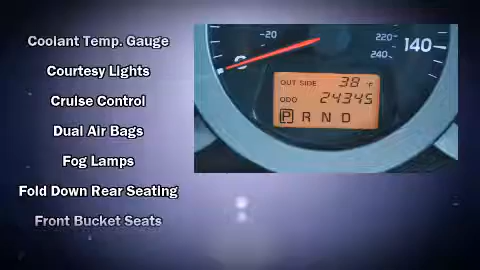 Coolant Temp. Gauge
Courtesy Lights
Cruise Control
Dual Air Bags
Fog Lamps
Fold Down Rear Seating
Front Bucket Seats
20
140
220
240
OUT SIDE 38 °F
ODO 24345
P R N D